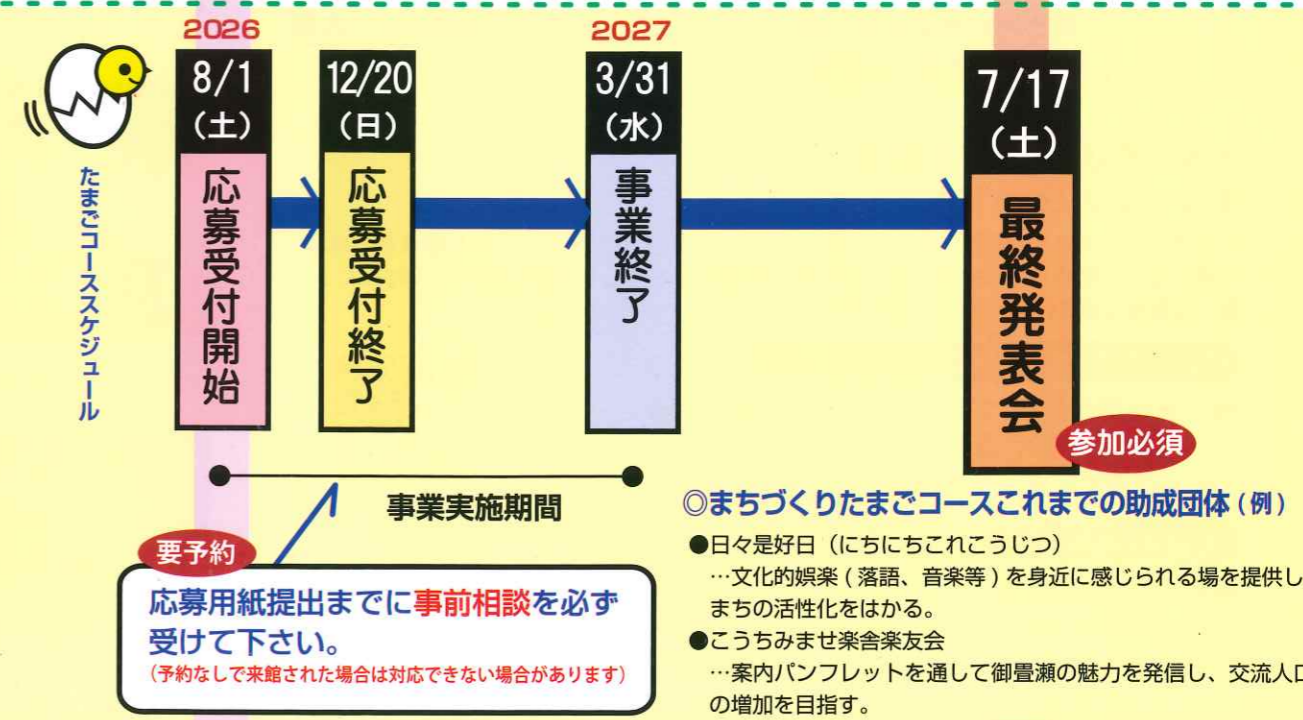 たまごコーススケジュール
2026
8/1
(土)
応募受付開始
12/20
(日)
応募受付終了
2027
3/31
(水)
事業終了
7/17
(土)
最終発表会
参加必須
事業実施期間
要予約
応募用紙提出までに事前相談を必ず
受けて下さい。
(予約なしで来館された場合は対応できない場合があります)
◎まちづくりたまごコースこれまでの助成団体(例)
●日々是好日(にちにちこれこうじつ)
…文化的娯楽(落語、音楽等)を身近に感じられる場を提供し
まちの活性化をはかる。
●こうちみませ楽舎楽友会
…案内パンフレットを通して御畳瀬の魅力を発信し、交流人口
の増加を目指す。